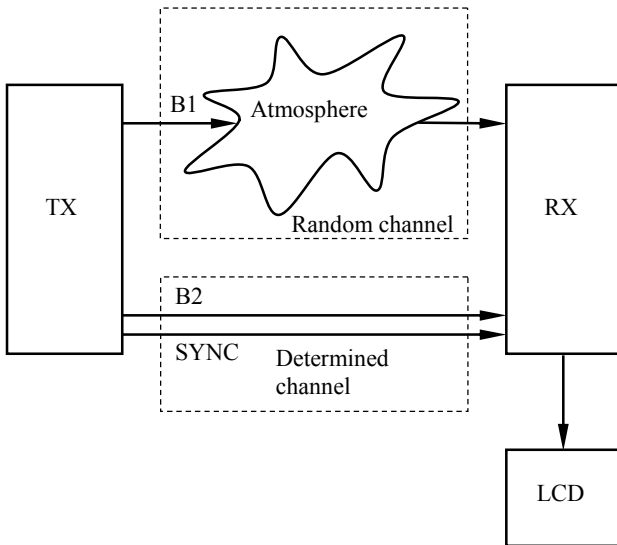 B1
Atmosphere
TX
RX
Random channel
B2
SYNC
Determined
channel
LCD